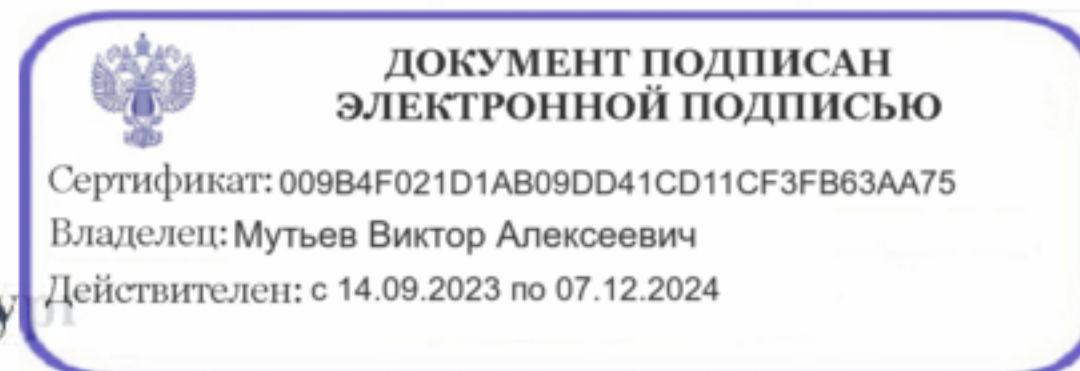 ДОКУМЕНТ ПОДПИСАН
ЭЛЕКТРОННОЙ ПОДПИСЬЮ
Сертификат: 009B4F021D1AB09DD41CD11CF3FB63AA75
Владелец: Мутьев Виктор Алексеевич
Действителен: с 14.09.2023 по 07.12.2024